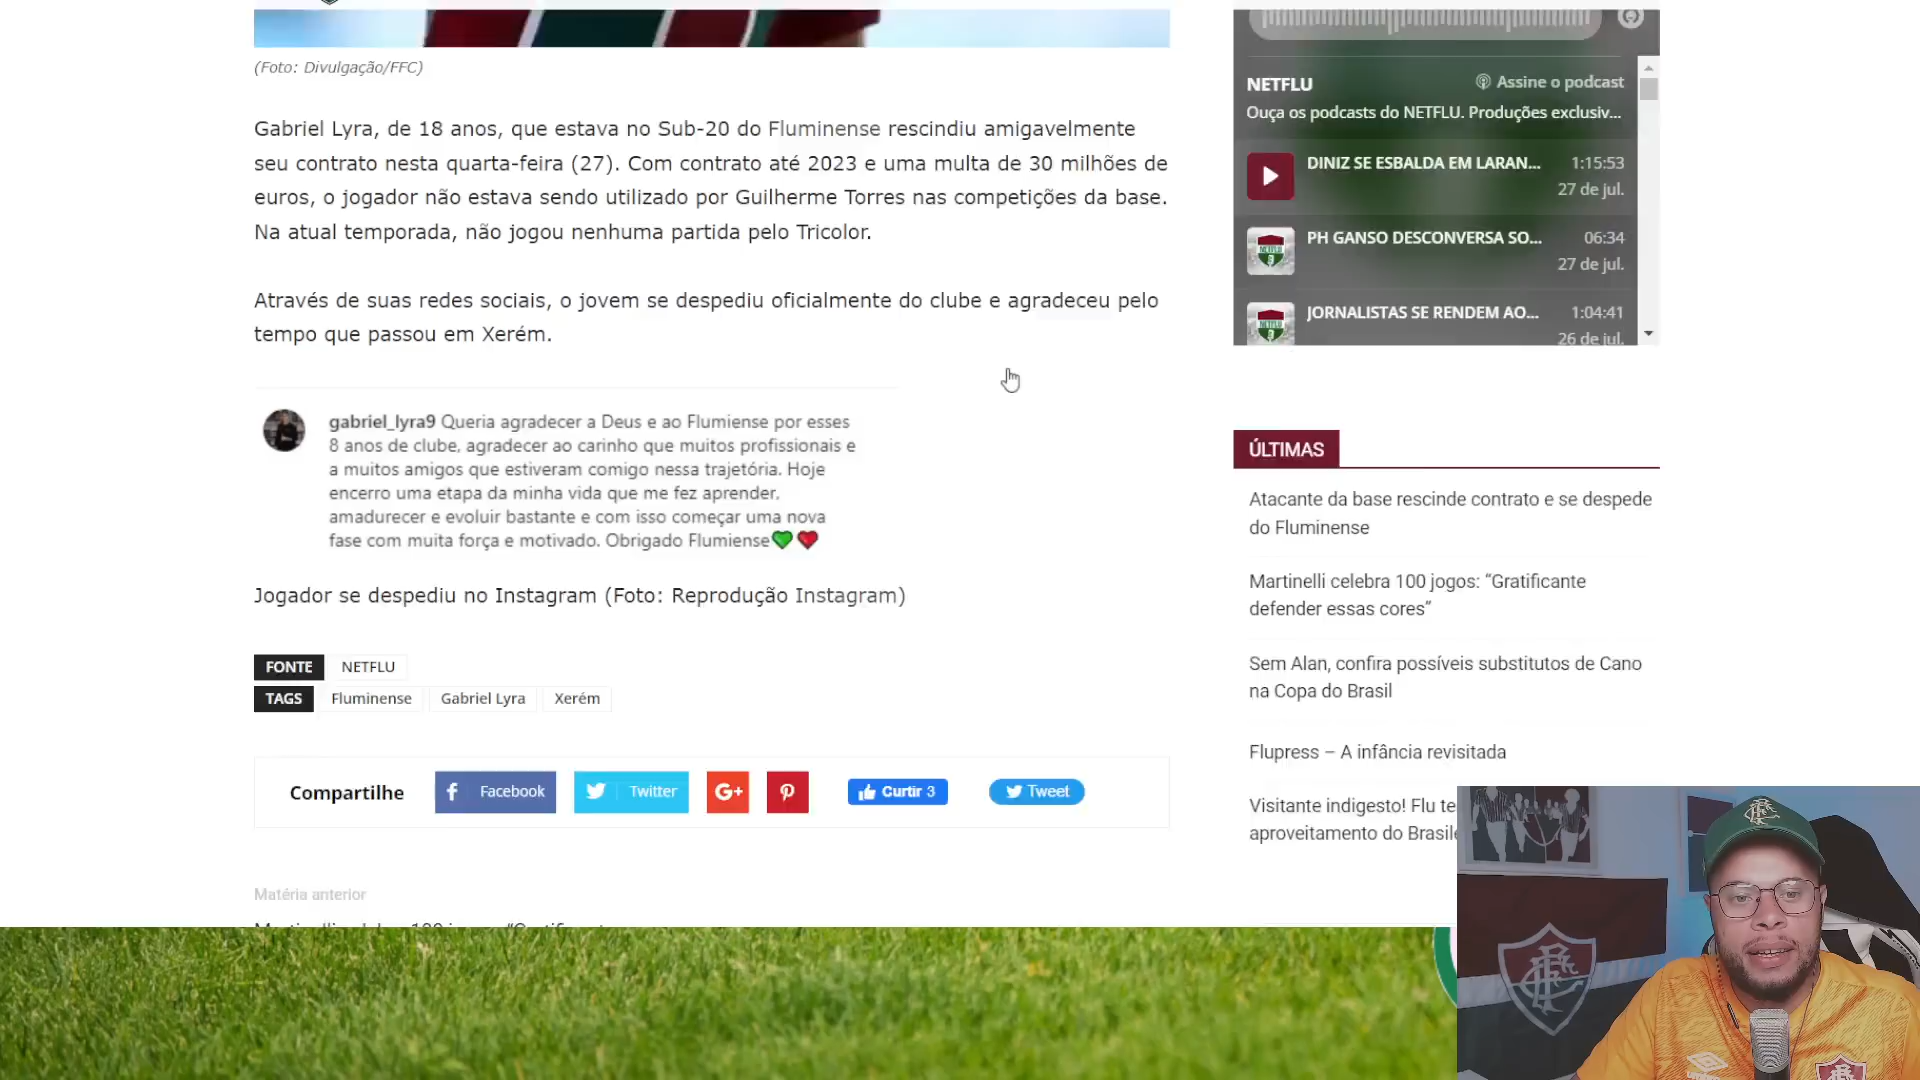 (Foto: Divulgação/FFC)
Gabriel Lyra, de 18 anos, que estava no Sub-20 do Fluminense rescindiu amigavelmente
seu contrato nesta quarta-feira (27). Com contrato até 2023 e uma multa de 30 milhões de
euros, o jogador não estava sendo utilizado por Guilherme Torres nas competições da base.
Na atual temporada, não jogou nenhuma partida pelo Tricolor.
Através de suas redes sociais, o jovem se despediu oficialmente do clube e agradeceu pelo
tempo que passou em Xerém.
gabriel_lyra9 Queria agradecer a Deus e ao Flumiense por esses
8 anos de clube, agradecer ao carinho que muitos profissionais e
a muitos amigos que estiveram comigo nessa trajetória. Hoje
encerro uma etapa da minha vida que me fez aprender,
amadurecer e evoluir bastante e com isso começar uma nova
fase com muita força e motivado. Obrigado Flumiense💚❤️
Jogador se despediu no Instagram (Foto: Reprodução Instagram)
FONTE NETFLU
TAGS Fluminense Gabriel Lyra Xerém
Compartilhe Facebook Twitter G+ Curtir 3 Tweet
Matéria anterior
NETFLU Assine o podcast
Ouça os podcasts do NETFLU. Produções exclusiv...
DINIZ SE ESBALDA EM LARAN... 1:15:53
27 de jul.
PH GANSO DESCONVERSA SO... 06:34
27 de jul.
JORNALISTAS SE RENDEM AO... 1:04:41
26 de jul.
ÚLTIMAS
Atacante da base rescinde contrato e se despede
do Fluminense
Martinelli celebra 100 jogos: “Gratificante
defender essas cores”
Sem Alan, confira possíveis substitutos de Cano
na Copa do Brasil
Flupress – A infância revisitada
Visitante indigesto! Flu te
aproveitamento do Brasile